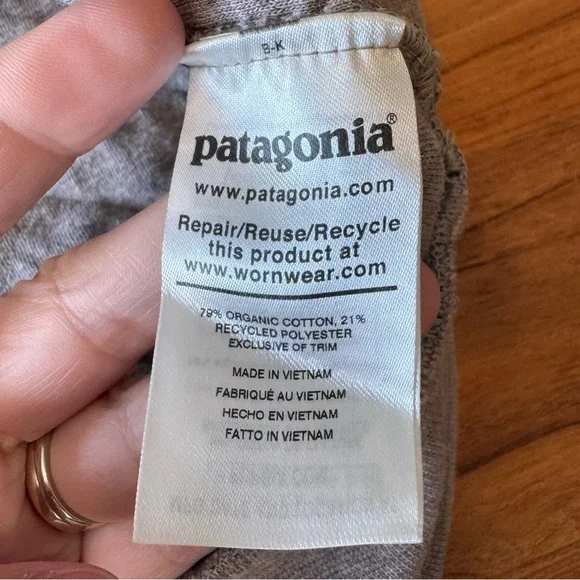 B-K
patagonia®
www.patagonia.com
Repair/Reuse/Recycle
this product at
www.wornwear.com
79% ORGANIC COTTON, 21%
RECYCLED POLYESTER
EXCLUSIVE OF TRIM
MADE IN VIETNAM
FABRIQUÉ AU VIETNAM
HECHO EN VIETNAM
FATTO IN VIETNAM